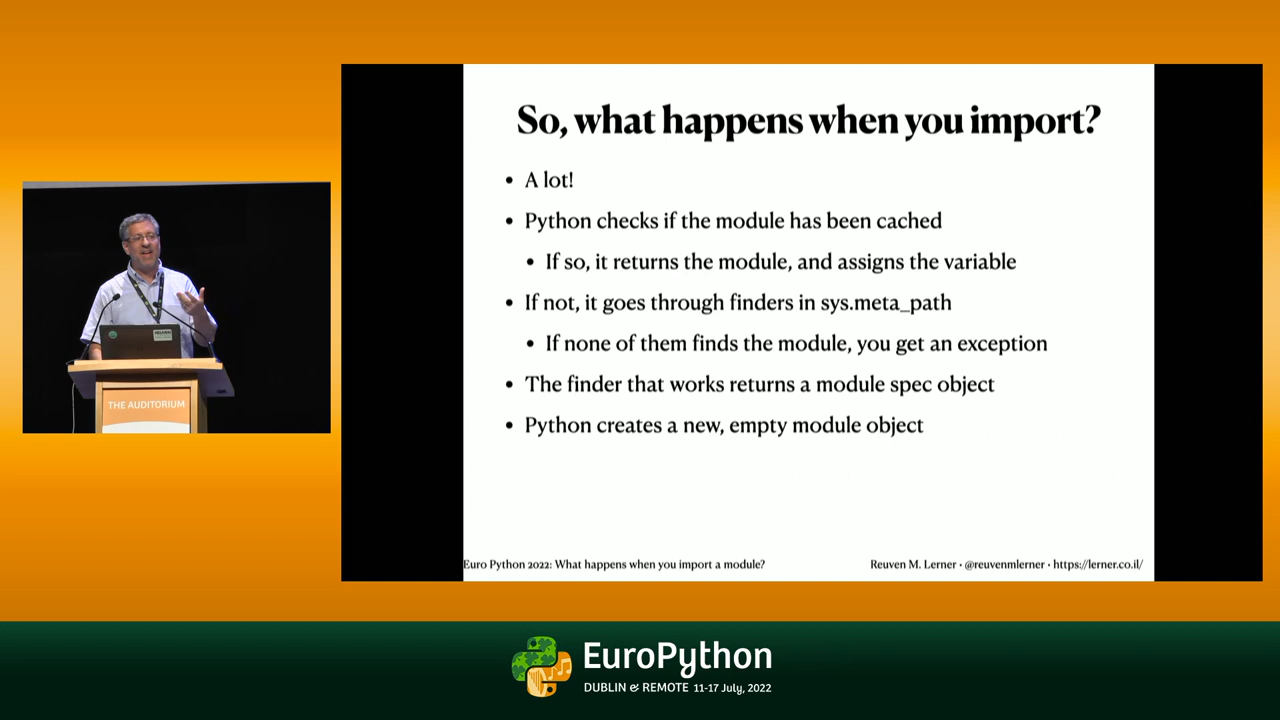 So, what happens when you import?
• A lot!
• Python checks if the module has been cached
• If so, it returns the module, and assigns the variable
• If not, it goes through finders in sys.meta_path
• If none of them finds the module, you get an exception
• The finder that works returns a module spec object
• Python creates a new, empty module object
Euro Python 2022: What happens when you import a module?
Reuven M. Lerner • @reuvenmlerner • https://lerner.co.il/
THE AUDITORIUM
EuroPython
DUBLIN & REMOTE 11-17 July, 2022